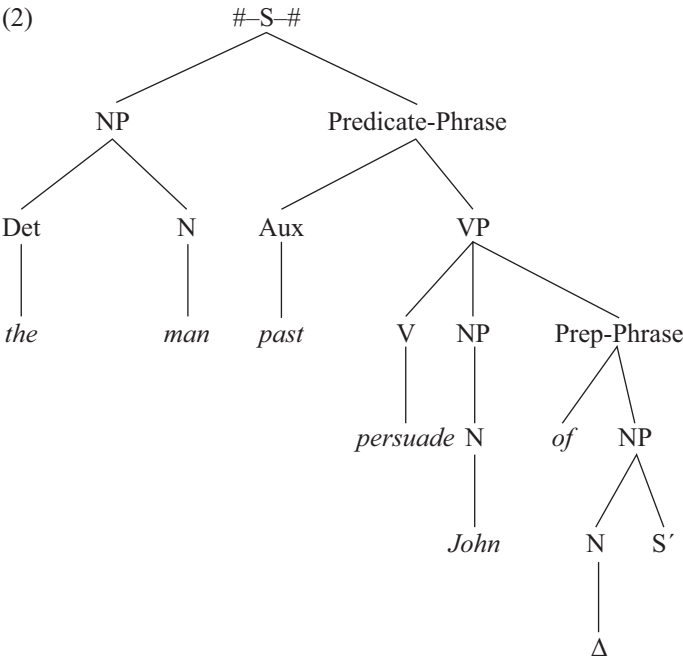 (2) #–S–#
NP Predicate-Phrase
Det N Aux VP
the man past V NP Prep-Phrase
persuade N of NP
John N S´
Δ